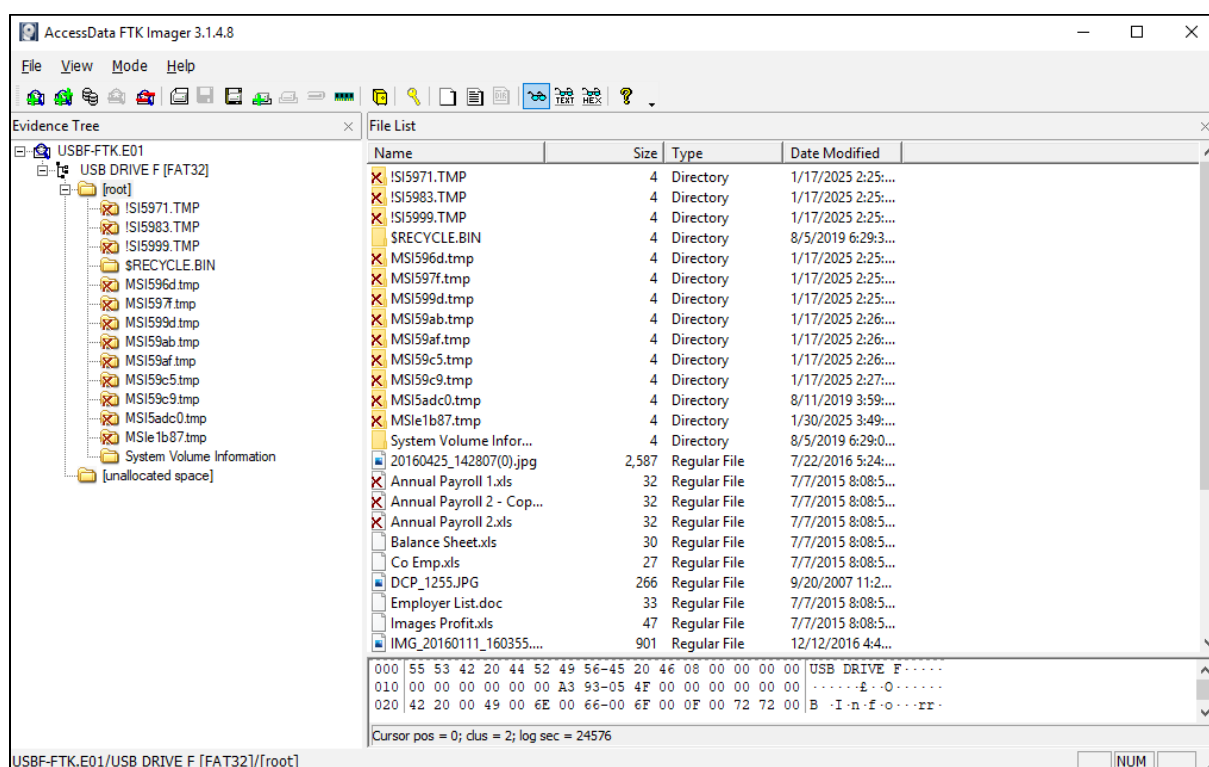 AccessData FTK Imager 3.1.4.8
File View Mode Help
TEXT HEX
Evidence Tree
USBF-FTK.E01
USB DRIVE F [FAT32]
[root]
!SI5971.TMP
!SI5983.TMP
!SI5999.TMP
$RECYCLE.BIN
MSI596d.tmp
MSI597f.tmp
MSI599d.tmp
MSI59ab.tmp
MSI59af.tmp
MSI59c5.tmp
MSI59c9.tmp
MSI5adc0.tmp
MSIe1b87.tmp
System Volume Information
[unallocated space]
File List
Name Size Type Date Modified
!SI5971.TMP 4 Directory 1/17/2025 2:25:...
!SI5983.TMP 4 Directory 1/17/2025 2:25:...
!SI5999.TMP 4 Directory 1/17/2025 2:25:...
$RECYCLE.BIN 4 Directory 8/5/2019 6:29:3...
MSI596d.tmp 4 Directory 1/17/2025 2:25:...
MSI597f.tmp 4 Directory 1/17/2025 2:25:...
MSI599d.tmp 4 Directory 1/17/2025 2:25:...
MSI59ab.tmp 4 Directory 1/17/2025 2:26:...
MSI59af.tmp 4 Directory 1/17/2025 2:26:...
MSI59c5.tmp 4 Directory 1/17/2025 2:26:...
MSI59c9.tmp 4 Directory 1/17/2025 2:27:...
MSI5adc0.tmp 4 Directory 8/11/2019 3:59:...
MSIe1b87.tmp 4 Directory 1/30/2025 3:49:...
System Volume Infor... 4 Directory 8/5/2019 6:29:0...
20160425_142807(0).jpg 2,587 Regular File 7/22/2016 5:24:...
Annual Payroll 1.xls 32 Regular File 7/7/2015 8:08:5...
Annual Payroll 2 - Cop... 32 Regular File 7/7/2015 8:08:5...
Annual Payroll 2.xls 32 Regular File 7/7/2015 8:08:5...
Balance Sheet.xls 30 Regular File 7/7/2015 8:08:5...
Co Emp.xls 27 Regular File 7/7/2015 8:08:5...
DCP_1255.JPG 266 Regular File 9/20/2007 11:2...
Employer List.doc 33 Regular File 7/7/2015 8:08:5...
Images Profit.xls 47 Regular File 7/7/2015 8:08:5...
IMG_20160111_160355.... 901 Regular File 12/12/2016 4:4...
000 55 53 42 20 44 52 49 56-45 20 46 08 00 00 00 00 USB DRIVE F·····
010 00 00 00 00 00 00 A3 93-05 4F 00 00 00 00 00 00 ······£··O······
020 42 20 00 49 00 6E 00 66-00 6F 00 0F 00 72 72 00 B ·I·n·f·o···rr·
Cursor pos = 0; clus = 2; log sec = 24576
USBF-FTK.E01/USB DRIVE F [FAT32]/[root] NUM